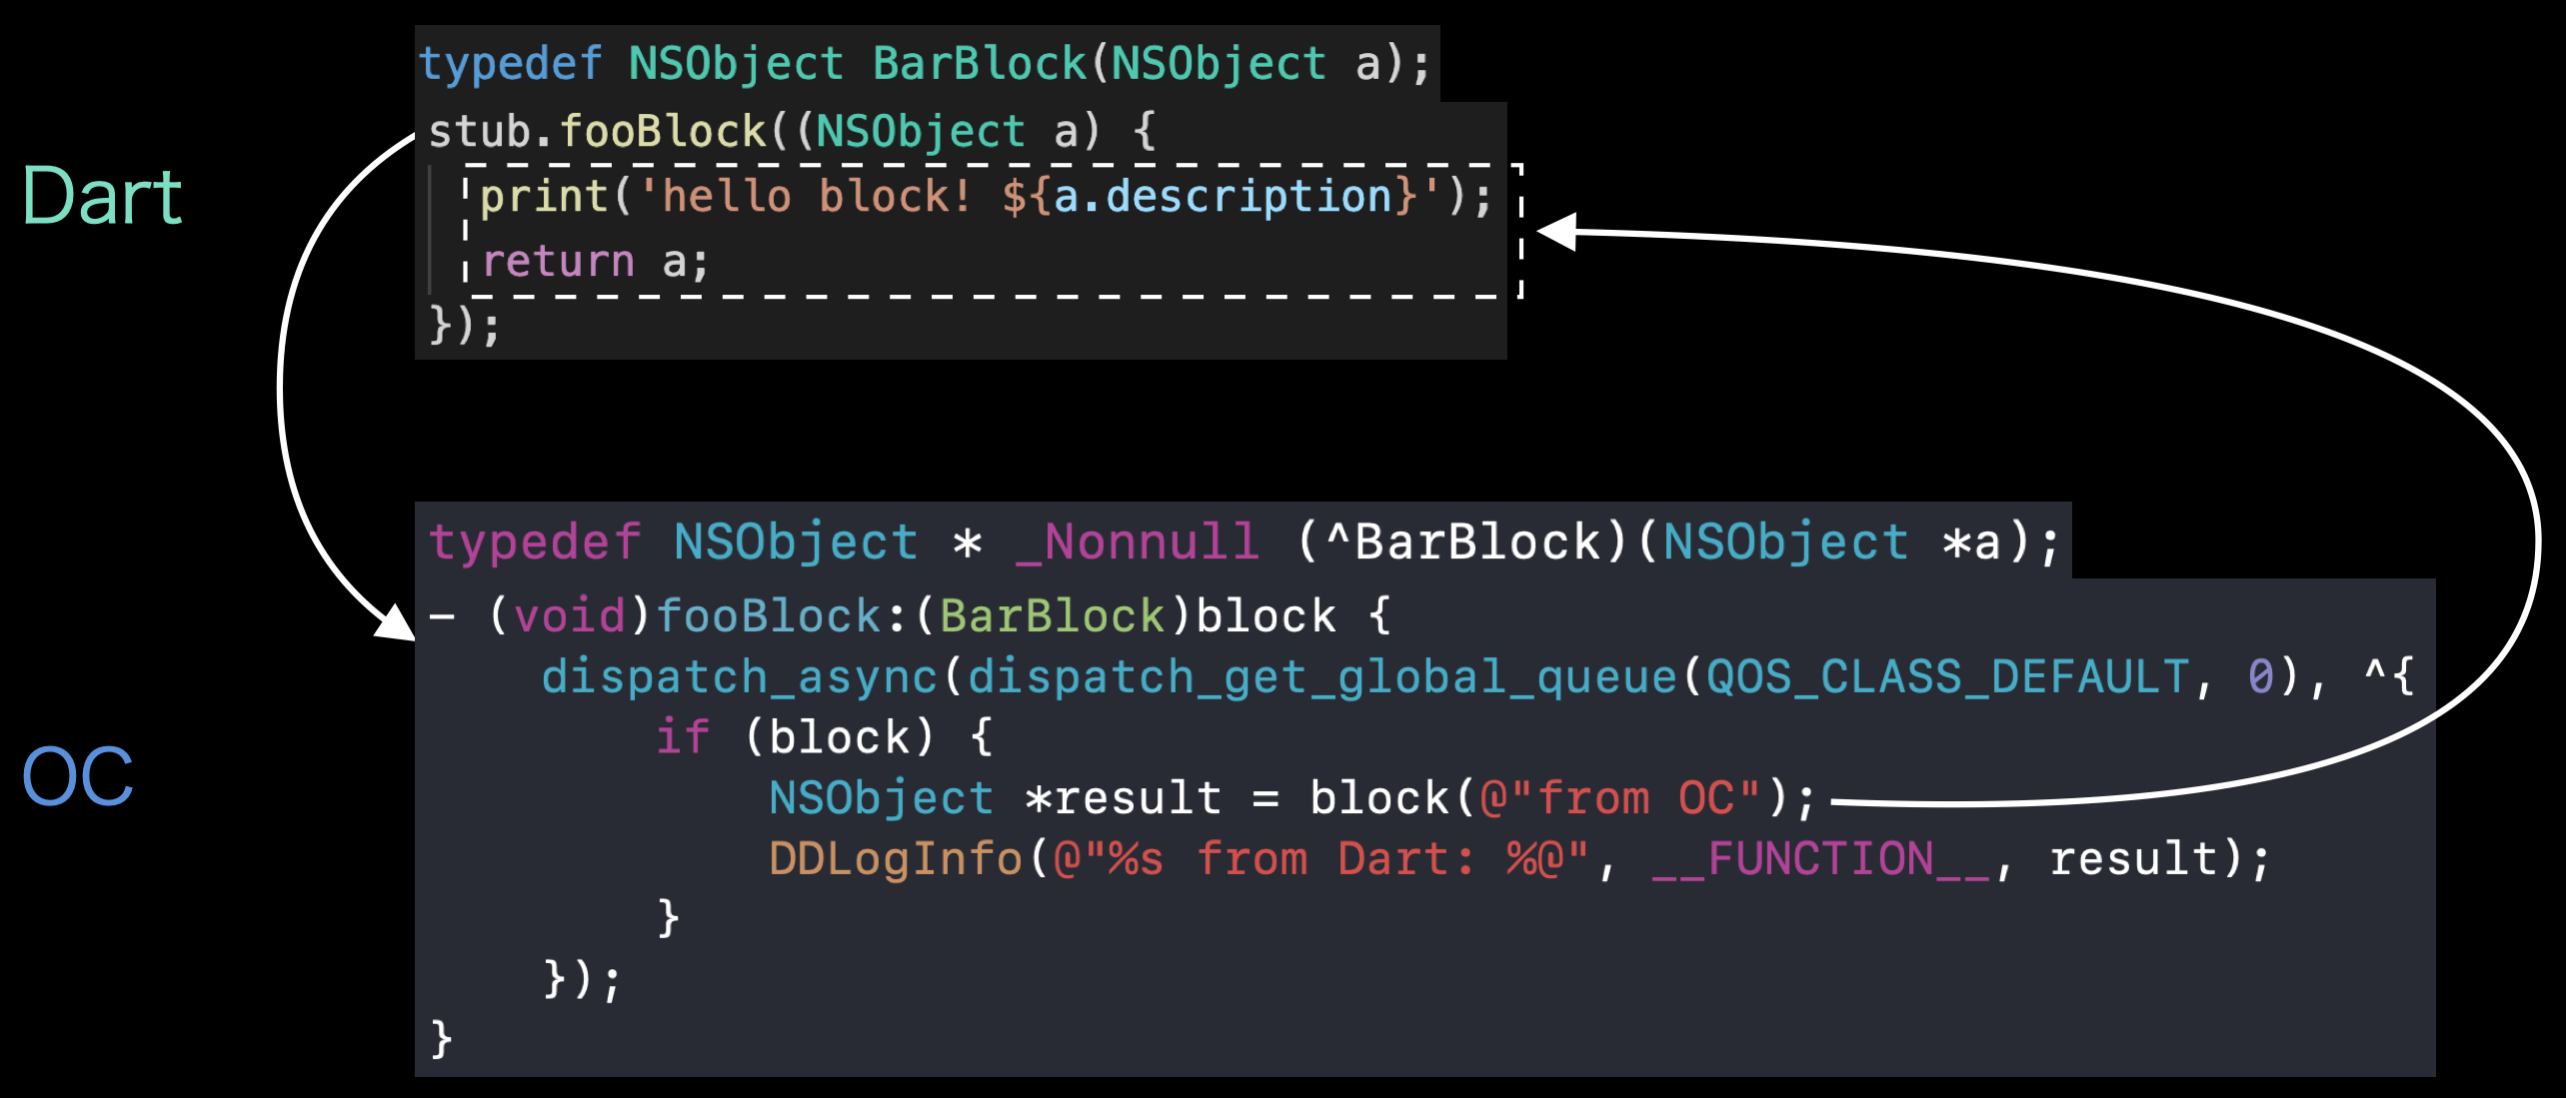 typedef NSObject BarBlock(NSObject a);
stub.fooBlock((NSObject a) {
Dart
print('hello block! ${a.description}');
return a;
});
typedef NSObject * _Nonnull (^BarBlock)(NSObject *a);
- (void)fooBlock:(BarBlock)block {
dispatch_async(dispatch_get_global_queue(QOS_CLASS_DEFAULT, 0), ^{
if (block) {
OC
NSObject *result = block(@"from OC");
DDLogInfo(@"%s from Dart: %@", __FUNCTION__, result);
}
});
}